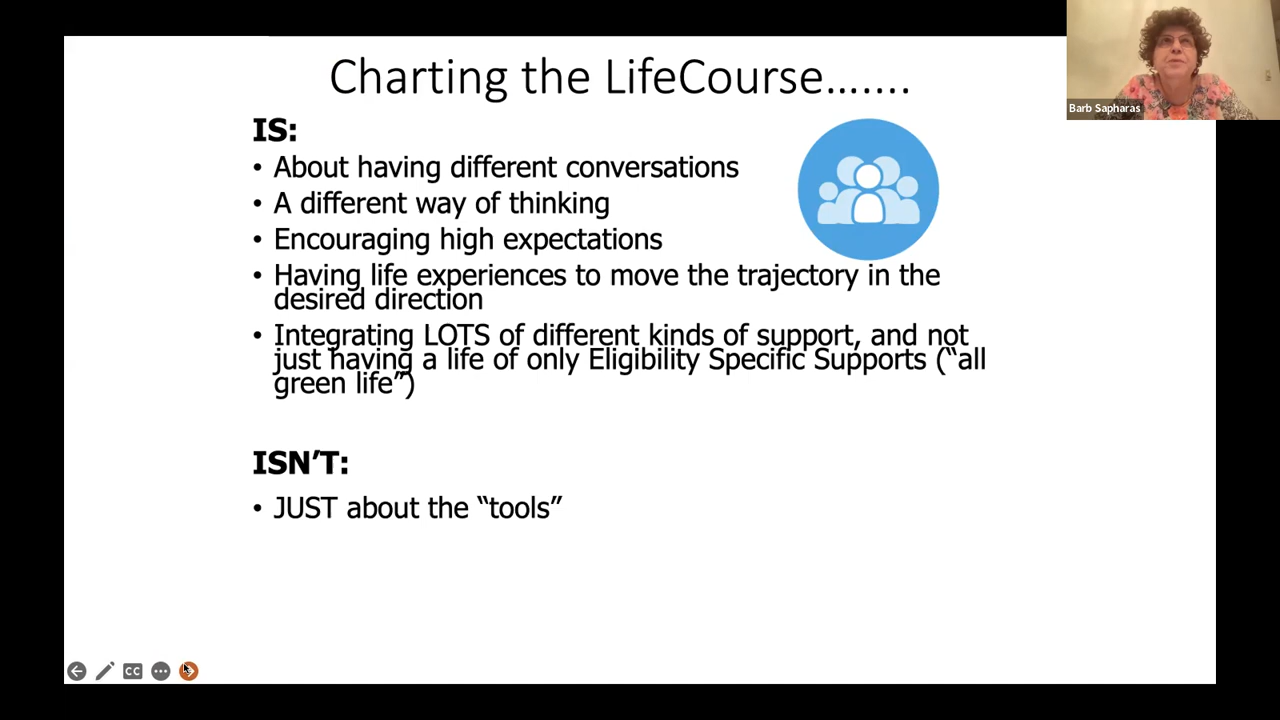 Charting the LifeCourse…....
Barb Sapharas
IS:
• About having different conversations
• A different way of thinking
• Encouraging high expectations
• Having life experiences to move the trajectory in the
desired direction
• Integrating LOTS of different kinds of support, and not
just having a life of only Eligibility Specific Supports (“all
green life”)
ISN’T:
• JUST about the “tools”
CC